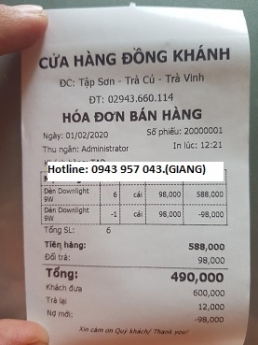 CỬA HÀNG ĐỒNG KHÁNH
ĐC: Tập Sơn - Trà Cú - Trà Vinh
ĐT: 02943.660.114
HÓA ĐƠN BÁN HÀNG
Ngày: 01/02/2020 Số phiếu: 20000001
Thu ngân: Administrator In lúc: 12:21
Hotline: 0943 957 043.(GIANG)
Đèn Downlight 9W 6 cái 98,000 588,000
Đèn Downlight 9W -1 cái 98,000 -98,000
Tổng SL: 6
Tiền hàng: 588,000
Đổi trả: 98,000
Tổng: 490,000
Khách đưa 600,000
Trả lại 12,000
Nợ mới: -98,000
Xin cảm ơn Quý khách/ Thank you!